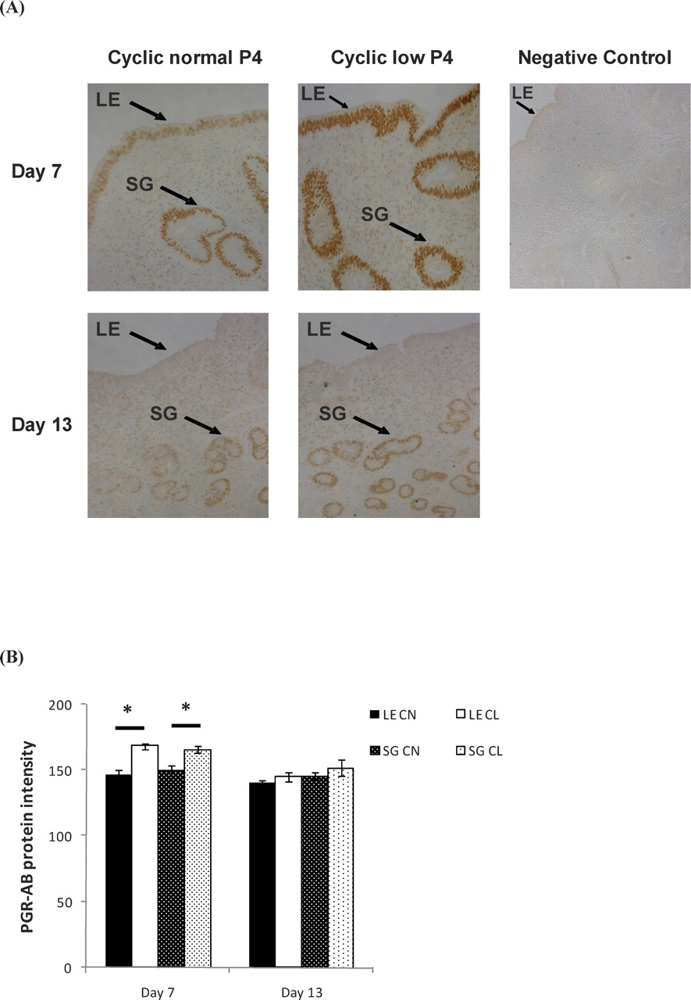 (A)
Cyclic normal P4 Cyclic low P4 Negative Control
Day 7
LE
SG
LE
SG
LE
Day 13
LE
SG
LE
SG
(B)
PGR-AB protein intensity
200
150
100
50
0
* *
LE CN LE CL
SG CN SG CL
Day 7 Day 13